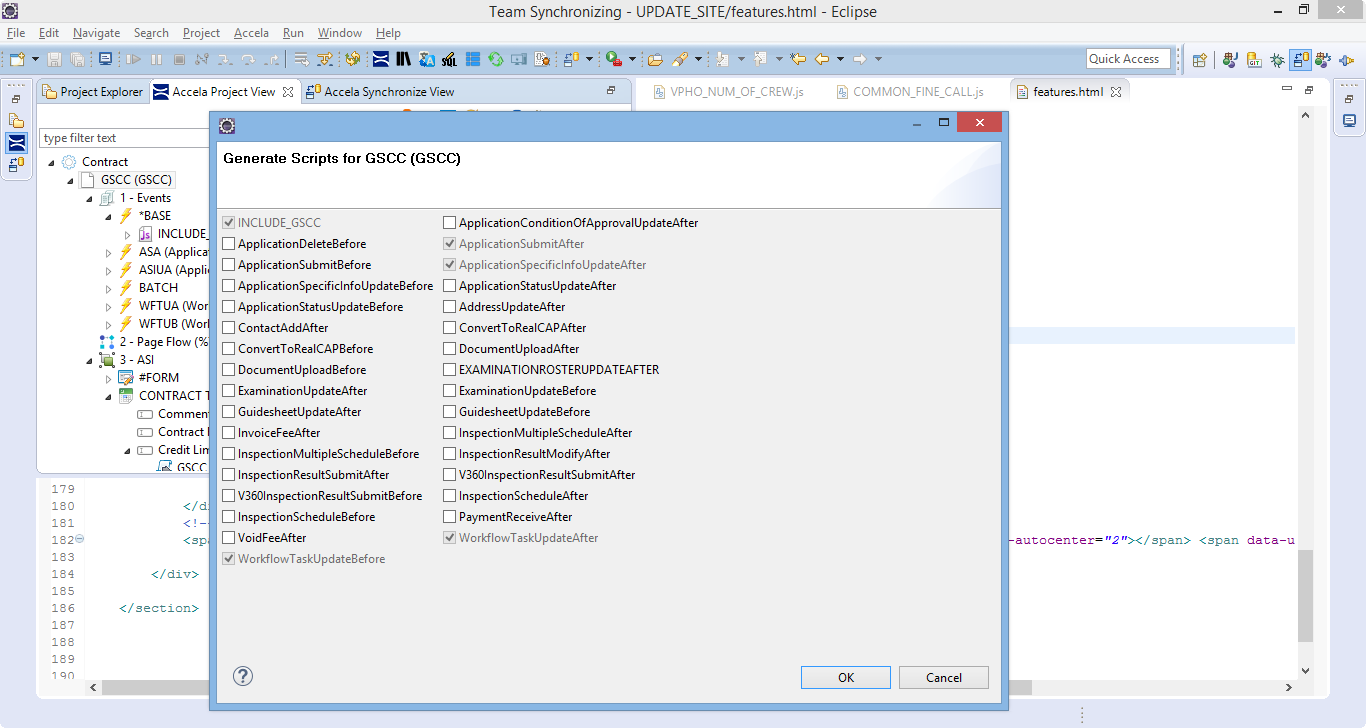 Team Synchronizing - UPDATE_SITE/features.html - Eclipse
File Edit Navigate Search Project Accela Run Window Help
Quick Access
Project Explorer Accela Project View Accela Synchronize View
VPHO_NUM_OF_CREW.js COMMON_FINE_CALL.js features.html
type filter text
Contract
GSCC (GSCC)
1 - Events
*BASE
INCLUDE_
ASA (Applicat
ASIUA (Appli
BATCH
WFTUA (Wor
WFTUB (Worl
2 - Page Flow (%
3 - ASI
#FORM
CONTRACT T
Commen
Contract
Credit Lim
GSCC
Generate Scripts for GSCC (GSCC)
INCLUDE_GSCC ApplicationConditionOfApprovalUpdateAfter
ApplicationDeleteBefore ApplicationSubmitAfter
ApplicationSubmitBefore ApplicationSpecificInfoUpdateAfter
ApplicationSpecificInfoUpdateBefore ApplicationStatusUpdateAfter
ApplicationStatusUpdateBefore AddressUpdateAfter
ContactAddAfter ConvertToRealCAPAfter
ConvertToRealCAPBefore DocumentUploadAfter
DocumentUploadBefore EXAMINATIONROSTERUPDATEAFTER
ExaminationUpdateAfter ExaminationUpdateBefore
GuidesheetUpdateAfter GuidesheetUpdateBefore
InvoiceFeeAfter InspectionMultipleScheduleAfter
InspectionMultipleScheduleBefore InspectionResultModifyAfter
InspectionResultSubmitAfter V360InspectionResultSubmitAfter
V360InspectionResultSubmitBefore InspectionScheduleAfter
InspectionScheduleBefore PaymentReceiveAfter
VoidFeeAfter WorkflowTaskUpdateAfter
WorkflowTaskUpdateBefore
OK Cancel
179
180 </di
181 <!--
182 <spa -autocenter="2"></span> <span data-u
183
184 </div>
185
186 </section>
187
188
189
190